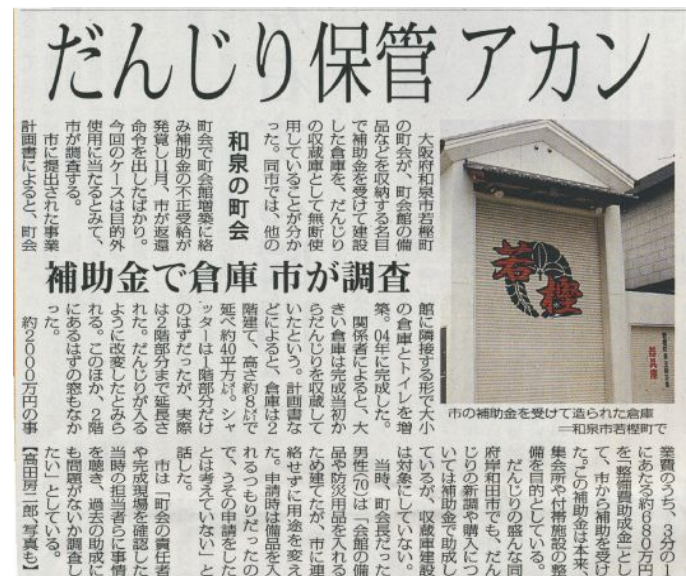 だんじり保管 アカン
大阪府和泉市若樫町
の町会が、町会館の備
品などを収納する名目
で補助金を受けて建設
した倉庫を、だんじり
の収蔵庫として無断使
用していることが分か
った。同市では、他の
和泉の町会
町会で町会館増築に絡
み補助金の不正受給が
発覚し11月、市が返還
命令を出したばかり。
今回のケースは目的外
使用に当たるとみて、
市が調査する。
市に提出された事業
計画書によると、町会
若樫
市の補助金を受けて造られた倉庫
＝和泉市若樫町で
補助金で倉庫 市が調査
館に隣接する形で大小
の倉庫とトイレを増
築。04年に完成した。
関係者によると、大
きい倉庫は完成当初か
らだんじりを収蔵して
いたという。計画書な
どによると、倉庫は2
階建て、高さ約8㍍で
延べ約40平方㍍。シャ
ッターは1階部分だけ
のはずだったが、実際
は2階部分まで延長さ
れた。だんじりが入る
ように改変したとみら
れる。このほか、2階
にあるはずの窓もなか
った。
約2000万円の事
業費のうち、3分の1
にあたる約680万円
を「整備費助成金」とし
て、市から補助を受け
た。この補助金は本来、
集会所や付帯施設の整
備を目的としている。
だんじりの盛んな同
府岸和田市でも、だん
じりの新調や購入につ
いては補助金で助成し
ているが、収蔵庫建設
は対象にしていない。
当時、町会長だった
男性(70)は「会館の備
品や防災用品を入れる
ため建てたが、市に連
絡せずに用途を変え
た。申請時は備品を入
れるつもりだったの
で、うその申請をした
とは考えていない」と
話した。
市は「町会の責任者
や完成現場を確認した
当時の担当者らに事情
を聴き、過去の助成に
も問題がないか調査し
たい」としている。
【高田房二郎、写真も】